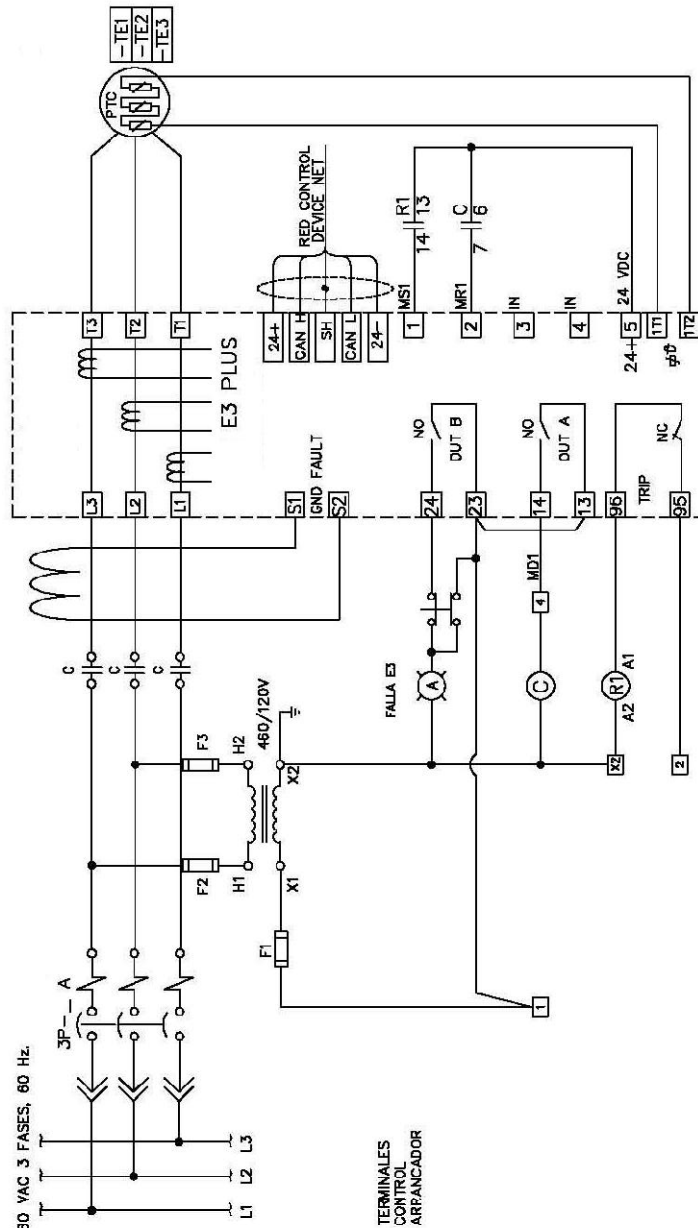 -TE1
-TE2
-TE3
PTC
T3
T2
T1
E3 PLUS
L3
L2
L1
S1
GND FAULT
S2
RED CONTROL
DEVICE NET
24+
CAN H
SH
CAN L
24-
R1
14 13
MS1
1
C
7 6
MR1
2
3
IN
4
IN
24 VDC
24+
5
1T1
1T2
NO
OUT B
24
23
NO
OUT A
14
13
96
TRIP
NC
95
C
C
C
FALLA E3
A
MD1
4
C
A2
R1
A1
X2
2
460/120V
F3
H2
F2
H1
X2
X1
F1
1
3P-- A
60 VAC 3 FASES, 60 Hz.
L3
L2
L1
TERMINALES
CONTROL
ARRANCADOR